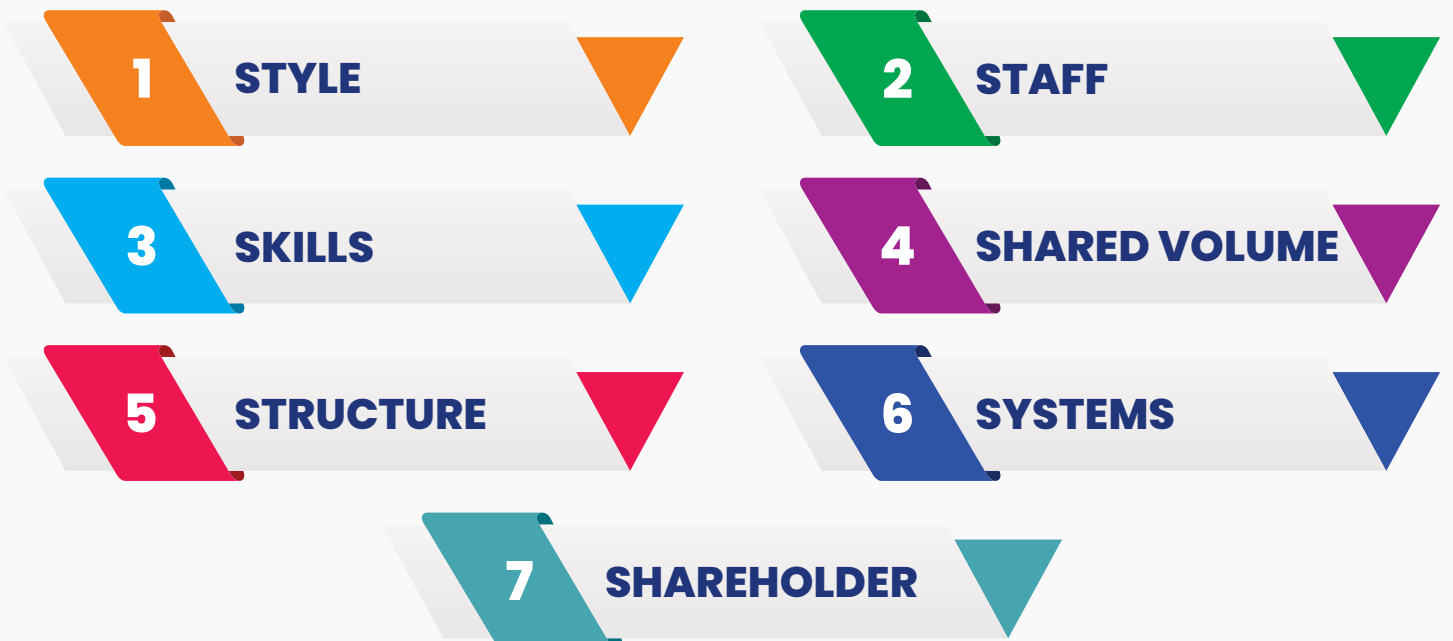 1 STYLE
2 STAFF
3 SKILLS
4 SHARED VOLUME
5 STRUCTURE
6 SYSTEMS
7 SHAREHOLDER